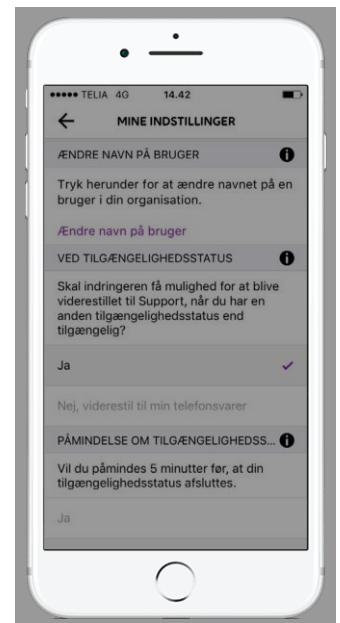 TELIA 4G 14.42
MINE INDSTILLINGER
ÆNDRE NAVN PÅ BRUGER
Tryk herunder for at ændre navnet på en
bruger i din organisation.
Ændre navn på bruger
VED TILGÆNGELIGHEDSSTATUS
Skal indringeren få mulighed for at blive
viderestillet til Support, når du har en
anden tilgængelighedsstatus end
tilgængelig?
Ja
Nej, viderestil til min telefonsvarer
PÅMINDELSE OM TILGÆNGELIGHEDSS...
Vil du påmindes 5 minutter før, at din
tilgængelighedsstatus afsluttes.
Ja